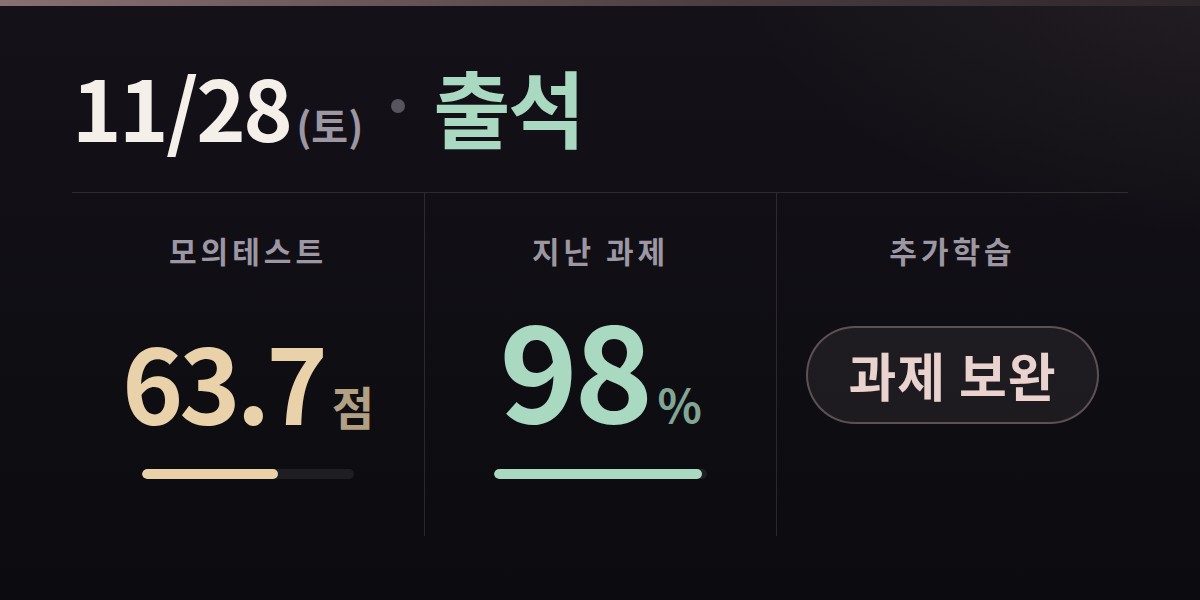 11/28(토) • 출석
모의테스트
63.7점
지난 과제
98%
추가학습
과제 보완